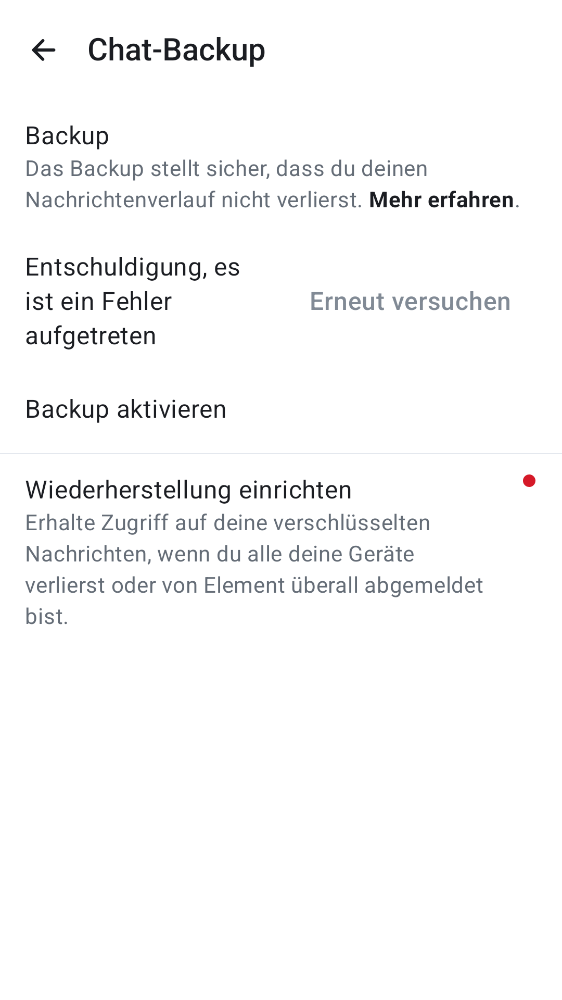 Chat-Backup
Backup
Das Backup stellt sicher, dass du deinen
Nachrichtenverlauf nicht verlierst. Mehr erfahren.
Entschuldigung, es
ist ein Fehler
aufgetreten
Erneut versuchen
Backup aktivieren
Wiederherstellung einrichten
Erhalte Zugriff auf deine verschlüsselten
Nachrichten, wenn du alle deine Geräte
verlierst oder von Element überall abgemeldet
bist.